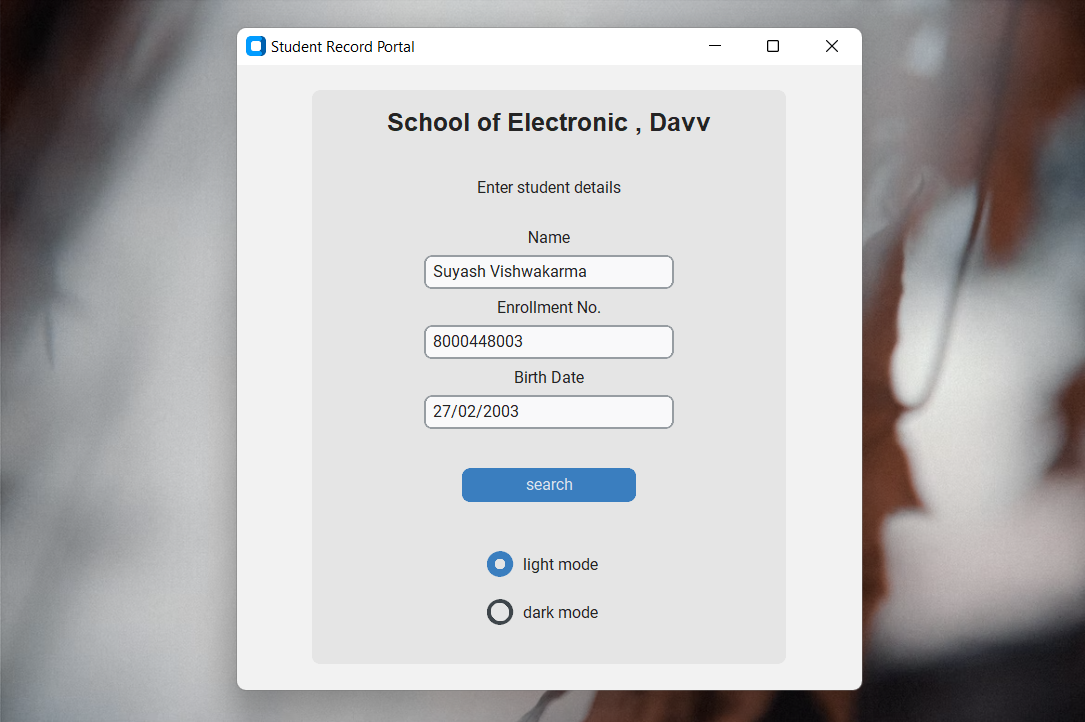 Student Record Portal
School of Electronic , Davv
Enter student details
Name
Suyash Vishwakarma
Enrollment No.
8000448003
Birth Date
27/02/2003
search
light mode
dark mode